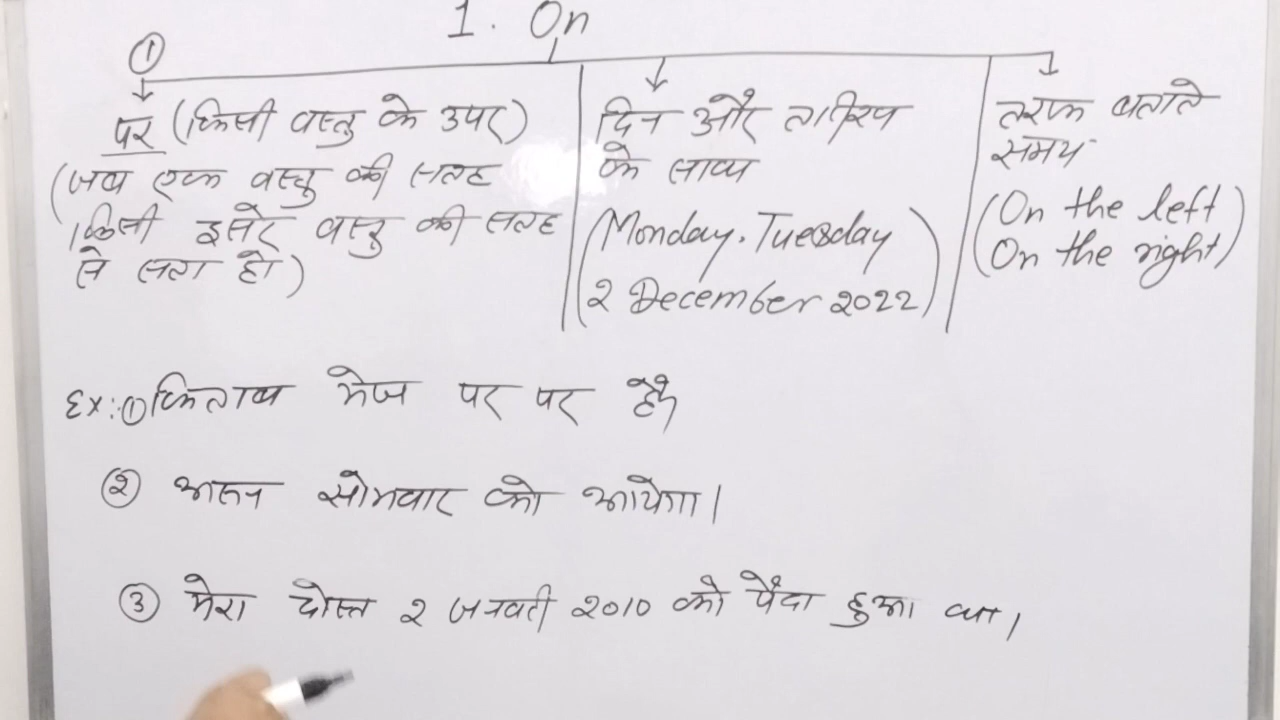 1. On
①
पर (किसी वस्तु के उपर)
(जब एक वस्तु की सतह
किसी दुसरे वस्तु की सतह
से सटा हो)
दिन और तारिख
के साथ
(Monday, Tuesday
2 December 2022)
तरफ बताते
समय
(On the left
On the right)
Ex:-① किताब मेज पर पर है
② अरुन सोमवार को आयेगा।
③ मेरा दोस्त 2 जनवरी 2010 को पैदा हुआ था।